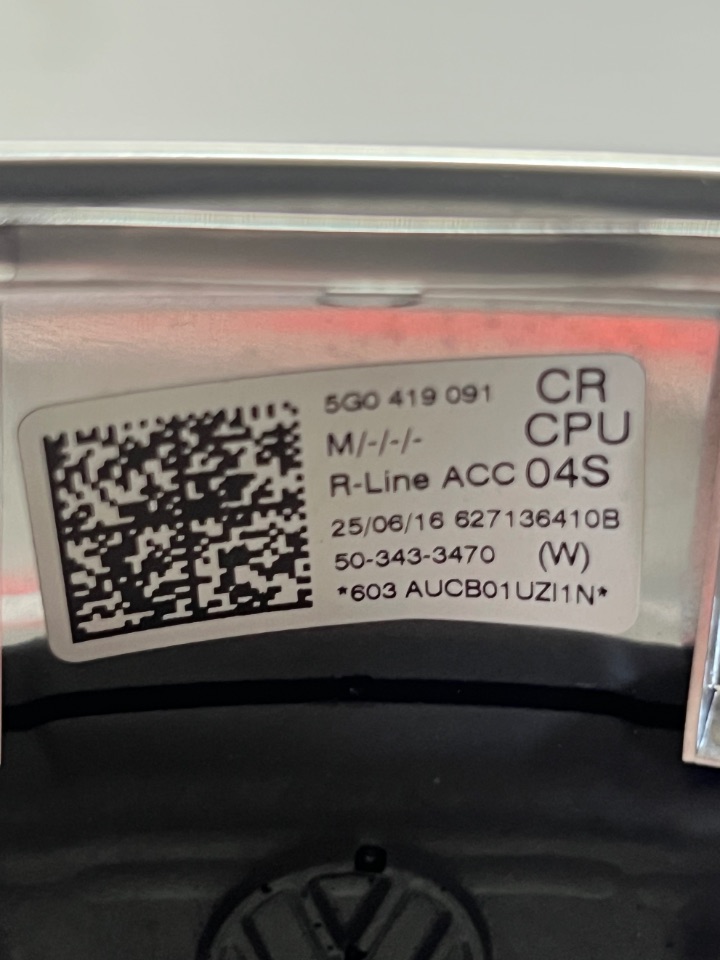 5G0 419 091 CR
M/-/-/- CPU
R-Line ACC 04S
25/06/16 627136410B
50-343-3470 (W)
*603 AUCB01UZI1N*